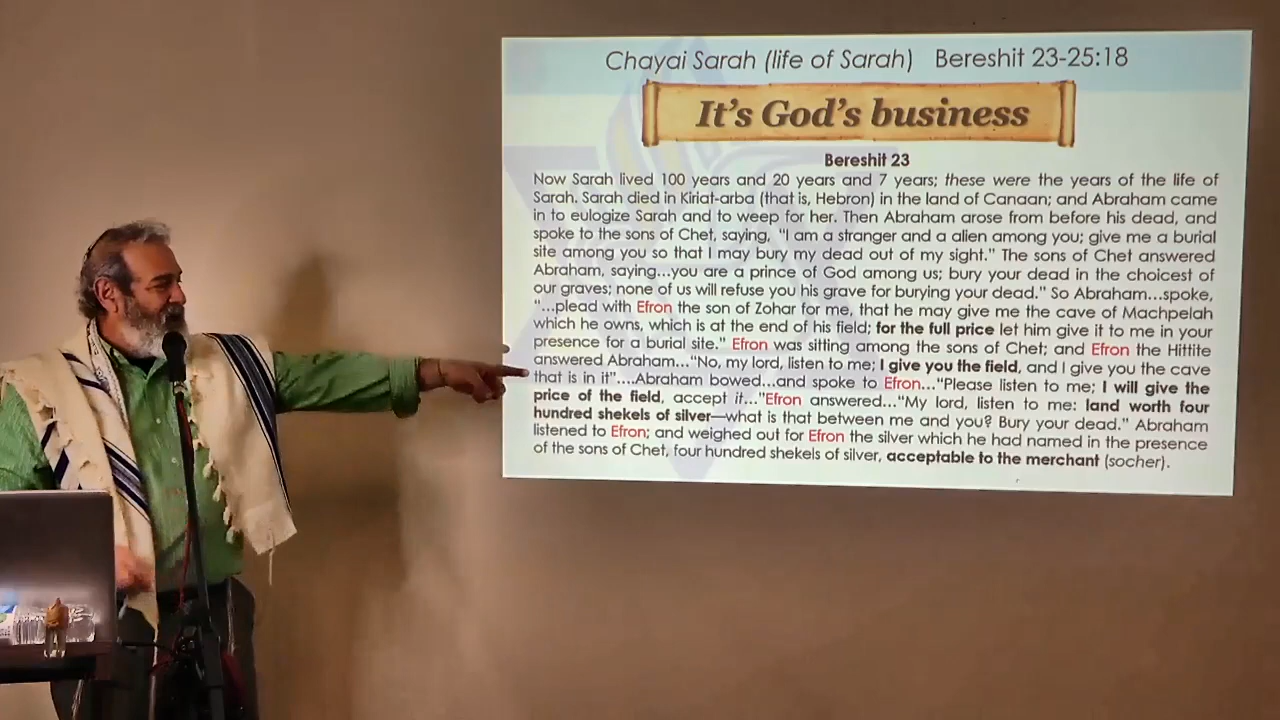 Chayai Sarah (life of Sarah) Bereshit 23-25:18
It's God's business
Bereshit 23
Now Sarah lived 100 years and 20 years and 7 years; these were the years of the life of
Sarah. Sarah died in Kiriat-arba (that is, Hebron) in the land of Canaan; and Abraham came
in to eulogize Sarah and to weep for her. Then Abraham arose from before his dead, and
spoke to the sons of Chet, saying, "I am a stranger and a alien among you; give me a burial
site among you so that I may bury my dead out of my sight." The sons of Chet answered
Abraham, saying...you are a prince of God among us; bury your dead in the choicest of
our graves; none of us will refuse you his grave for burying your dead." So Abraham...spoke,
"...plead with Efron the son of Zohar for me, that he may give me the cave of Machpelah
which he owns, which is at the end of his field; for the full price let him give it to me in your
presence for a burial site." Efron was sitting among the sons of Chet; and Efron the Hittite
answered Abraham..."No, my lord, listen to me; I give you the field, and I give you the cave
that is in it"....Abraham bowed...and spoke to Efron..."Please listen to me; I will give the
price of the field, accept it..."Efron answered..."My lord, listen to me: land worth four
hundred shekels of silver—what is that between me and you? Bury your dead." Abraham
listened to Efron; and weighed out for Efron the silver which he had named in the presence
of the sons of Chet, four hundred shekels of silver, acceptable to the merchant (socher).